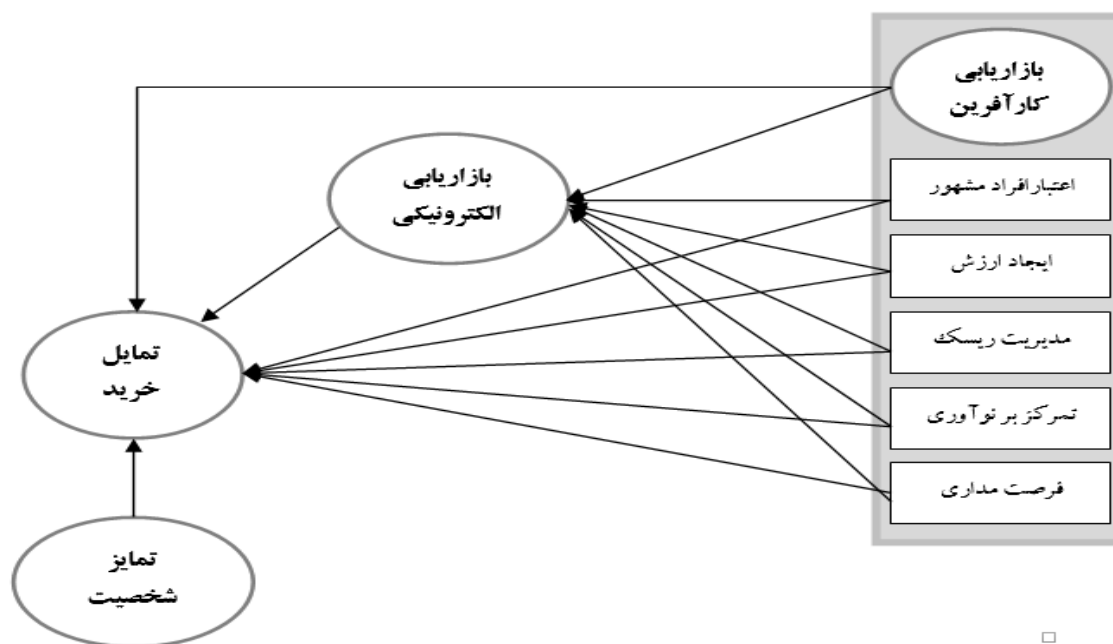 بازاریابی
کارآفرین
بازاریابی
الکترونیکی
اعتبارافراد مشهور
ایجاد ارزش
مدیریت ریسک
تمرکز بر نوآوری
فرصت مداری
تمایل
خرید
تمایز
شخصیت